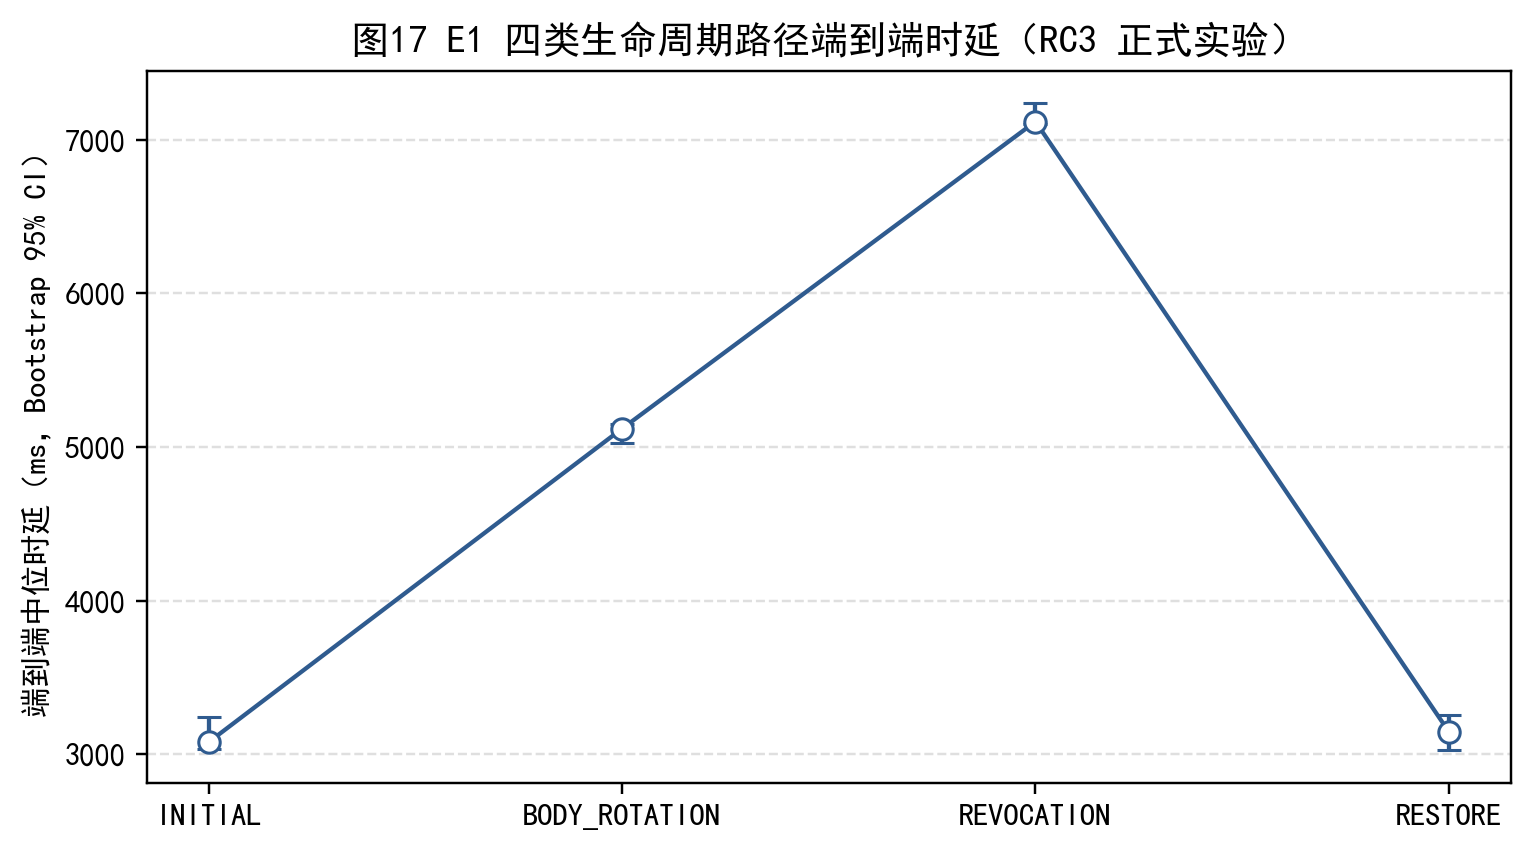 图17 E1 四类生命周期路径端到端时延（RC3 正式实验）
端到端中位时延（ms, Bootstrap 95% CI）
7000
6000
5000
4000
3000
INITIAL
BODY_ROTATION
REVOCATION
RESTORE